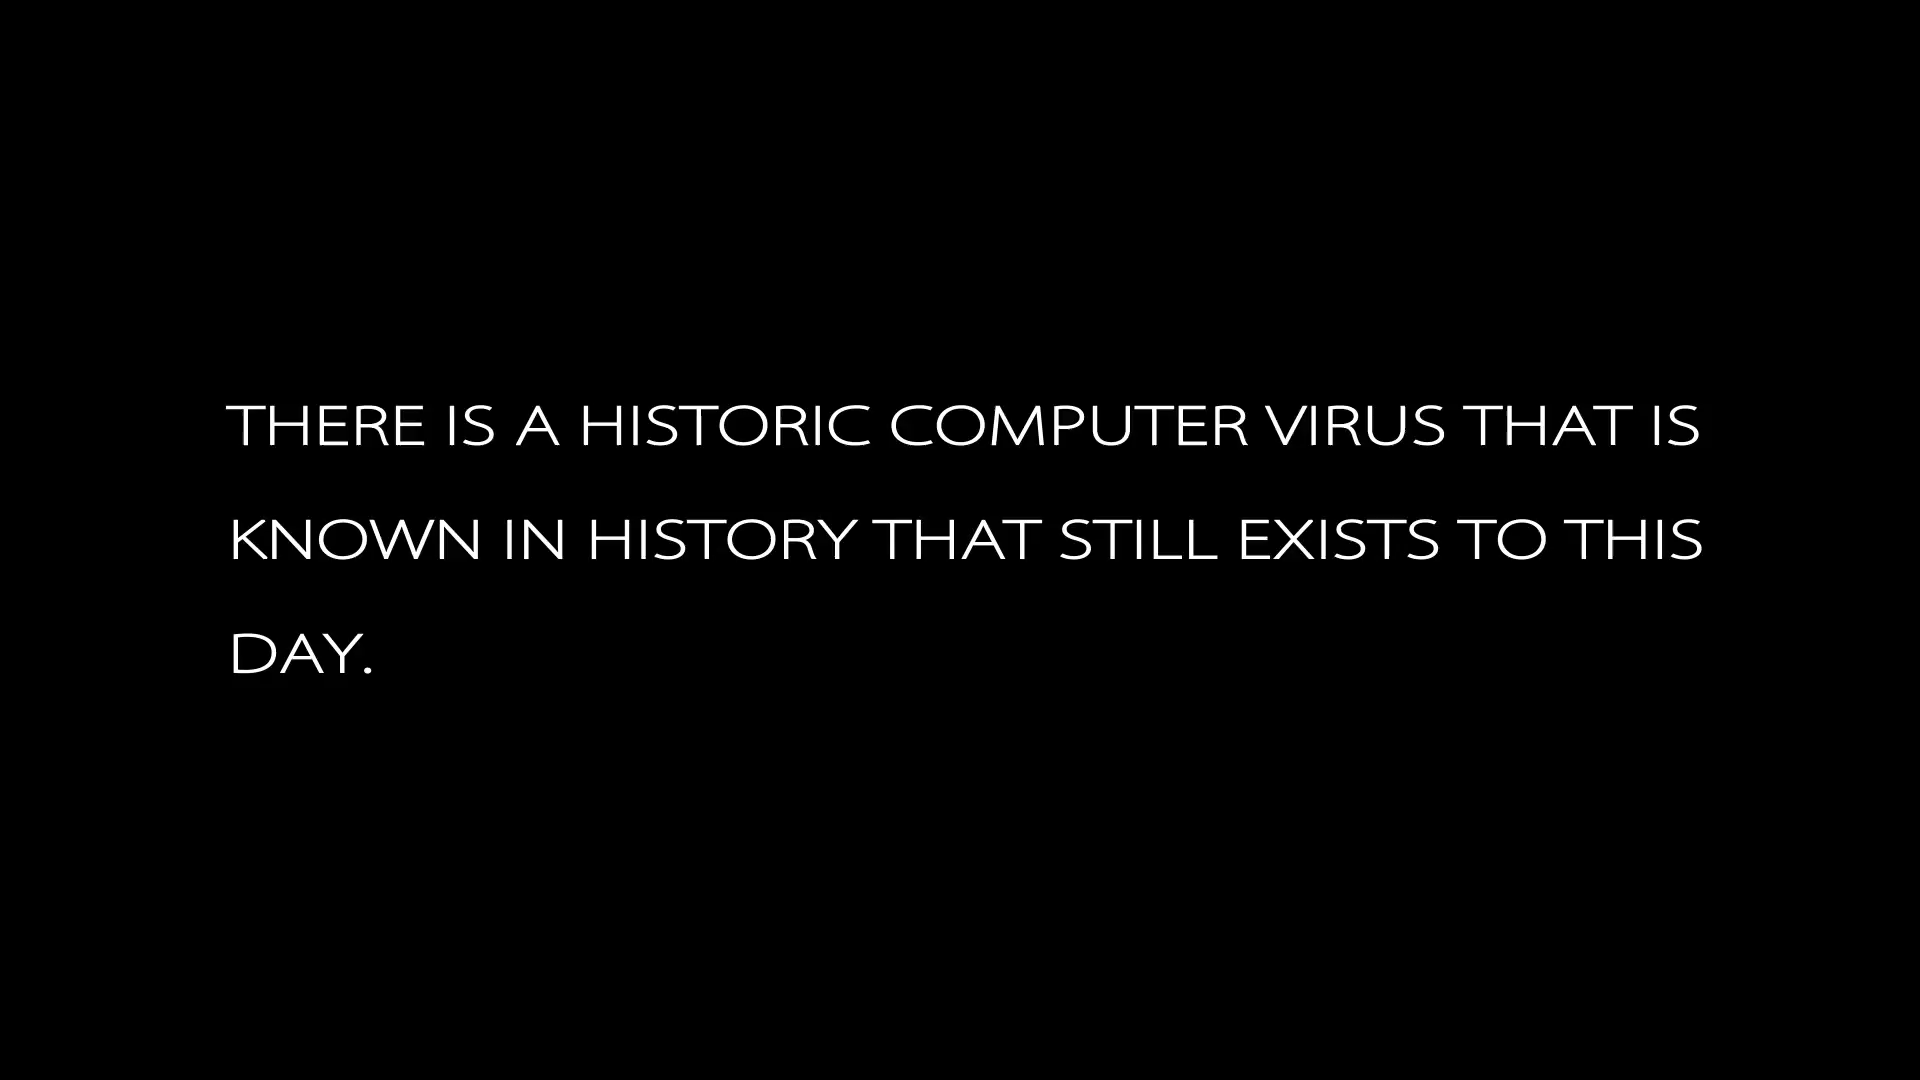 THERE IS A HISTORIC COMPUTER VIRUS THAT IS
KNOWN IN HISTORY THAT STILL EXISTS TO THIS
DAY.